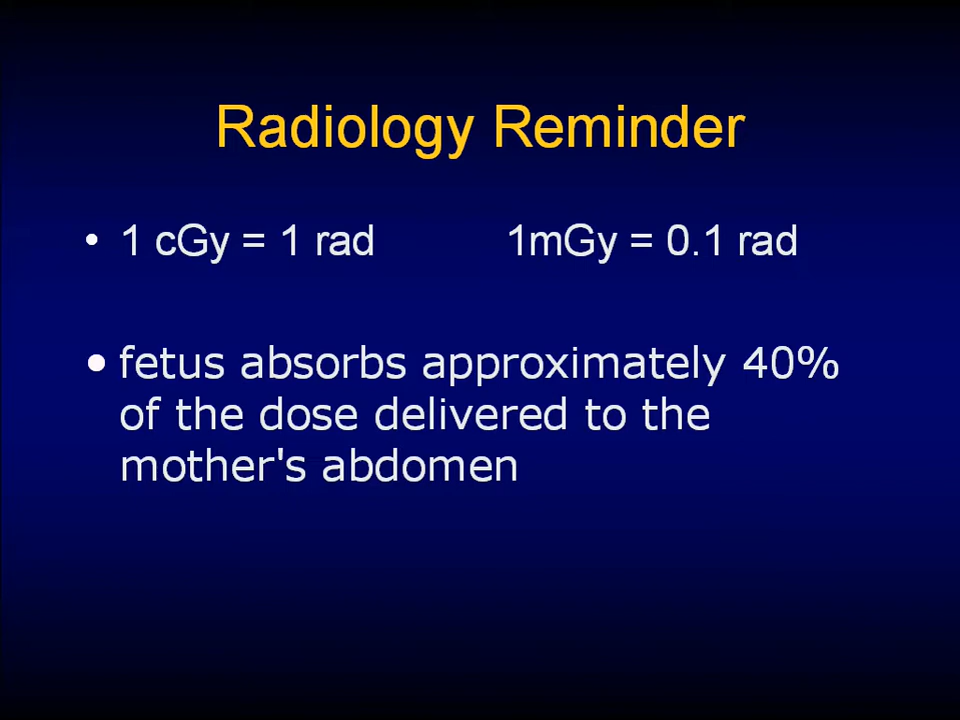 Radiology Reminder
• 1 cGy = 1 rad 1mGy = 0.1 rad
• fetus absorbs approximately 40%
of the dose delivered to the
mother's abdomen